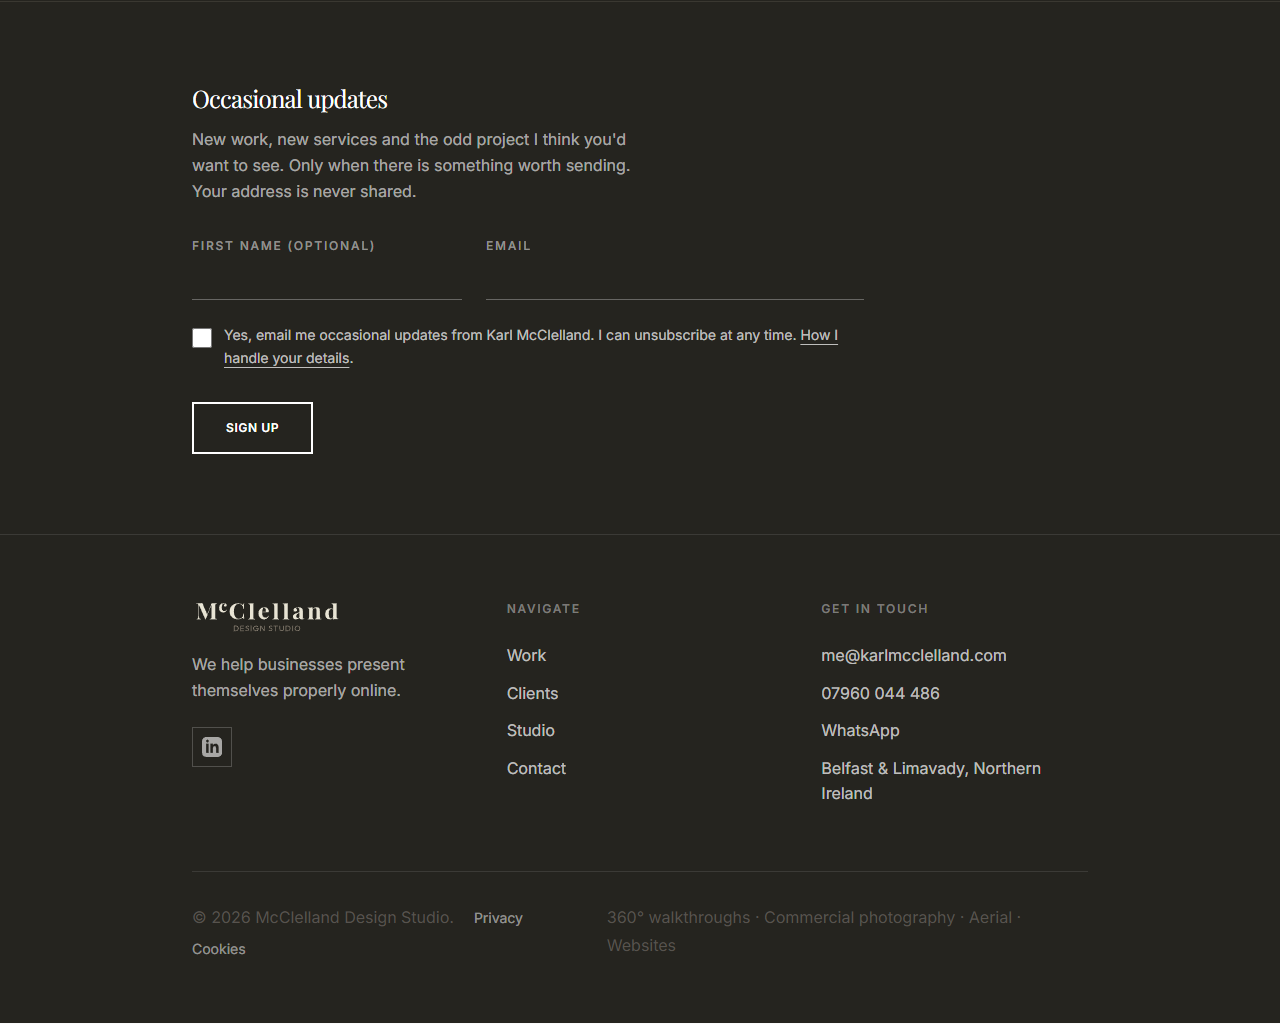 Occasional updates
New work, new services and the odd project I think you'd
want to see. Only when there is something worth sending.
Your address is never shared.
FIRST NAME (OPTIONAL)
EMAIL
Yes, email me occasional updates from Karl McClelland. I can unsubscribe at any time. How I
handle your details.
SIGN UP
McClelland
DESIGN STUDIO
We help businesses present
themselves properly online.
in
NAVIGATE
Work
Clients
Studio
Contact
GET IN TOUCH
me@karlmcclelland.com
07960 044 486
WhatsApp
Belfast & Limavady, Northern
Ireland
© 2026 McClelland Design Studio. Privacy
Cookies
360° walkthroughs · Commercial photography · Aerial ·
Websites